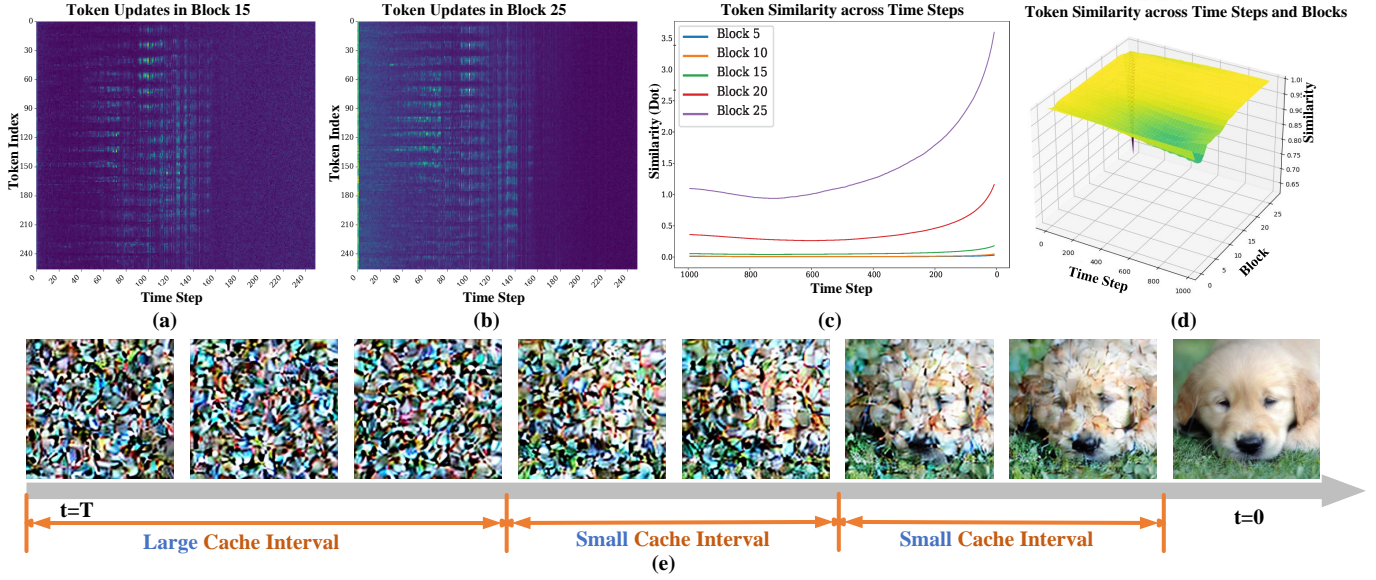 Token Updates in Block 15
0
30
60
90
120
150
180
210
240
Token Index
0 20 40 60 80 100 120 140 160 180 200 220 240
Time Step
(a)
Token Updates in Block 25
0
30
60
90
120
150
180
210
240
Token Index
0 20 40 60 80 100 120 140 160 180 200 220 240
Time Step
(b)
Token Similarity across Time Steps
Block 5
Block 10
Block 15
Block 20
Block 25
3.5
3.0
2.5
2.0
1.5
1.0
0.5
0.0
Similarity (Dot)
1000 800 600 400 200 0
Time Step
(c)
Token Similarity across Time Steps and Blocks
1.00
0.95
0.90
0.85
0.80
0.75
0.70
0.65
Similarity
0 200 400 600 800 1000
Time Step
0 5 10 15 20 25
Block
(d)
t=T
t=0
Large Cache Interval
Small Cache Interval
Small Cache Interval
(e)